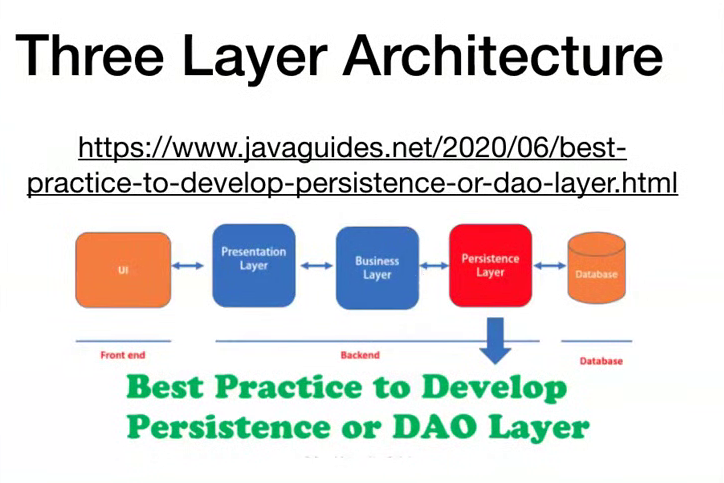 Three Layer Architecture
https://www.javaguides.net/2020/06/best-
practice-to-develop-persistence-or-dao-layer.html
UI
Presentation
Layer
Business
Layer
Persistence
Layer
Database
Front end
Backend
Database
Best Practice to Develop
Persistence or DAO Layer